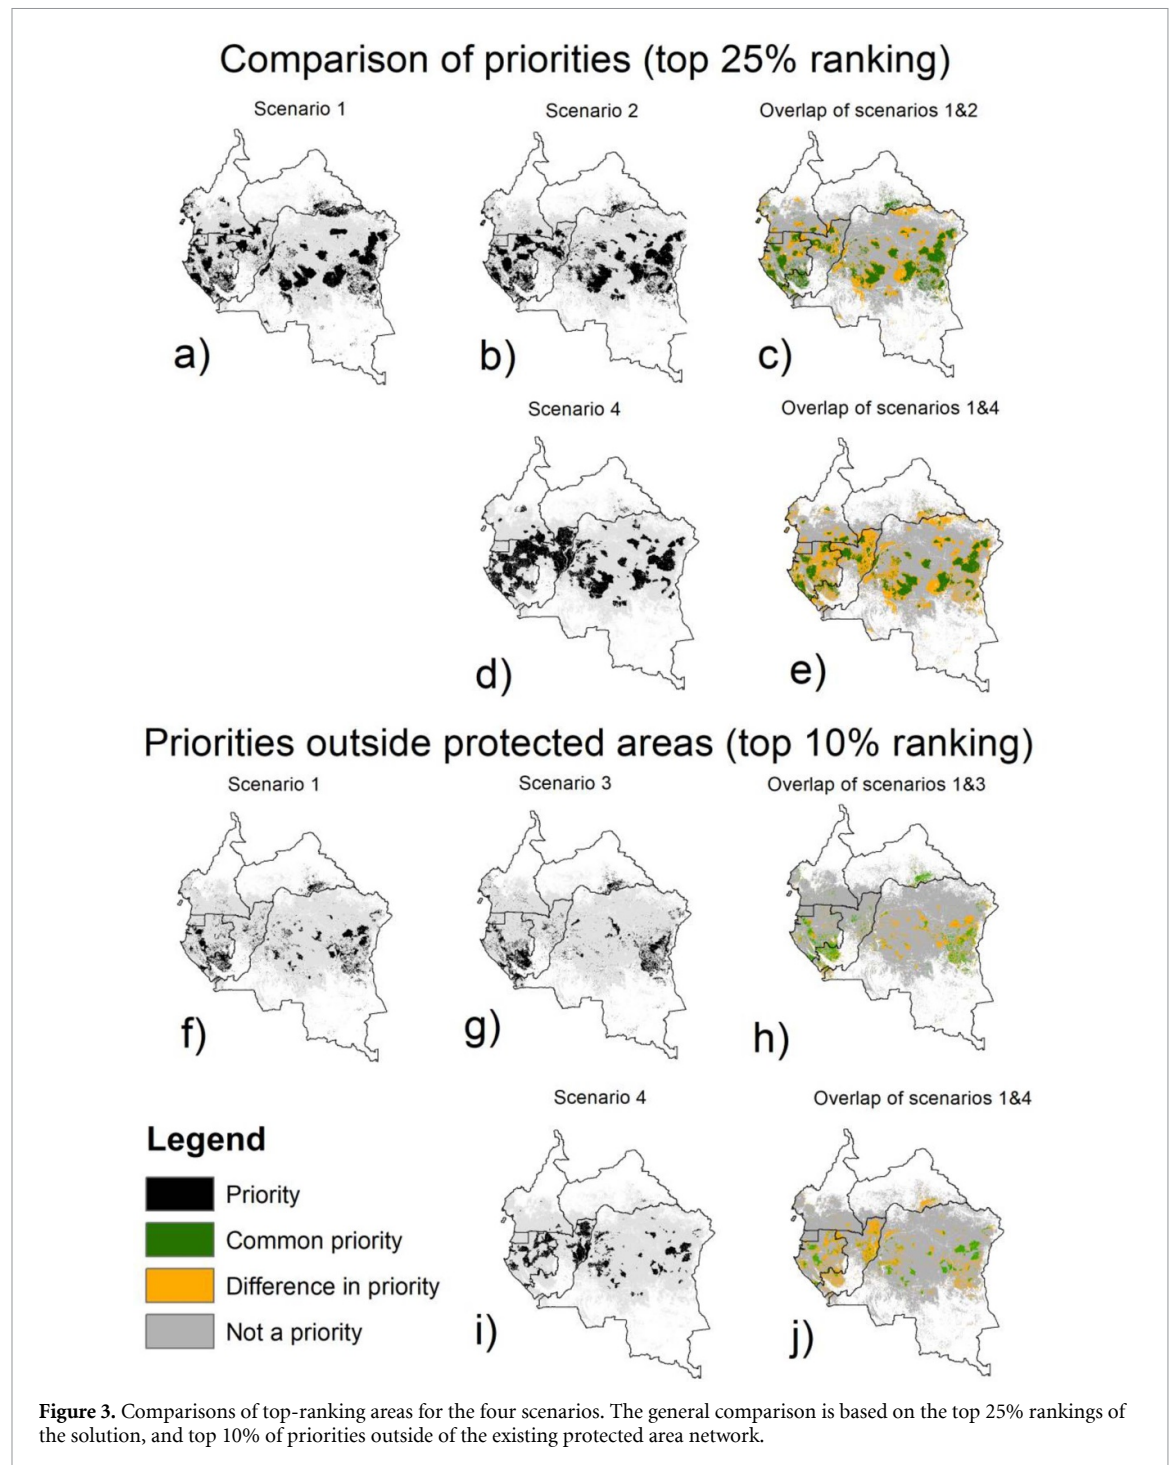 Comparison of priorities (top 25% ranking)
Scenario 1
Scenario 2
Overlap of scenarios 1&2
a)
b)
c)
Scenario 4
Overlap of scenarios 1&4
d)
e)
Priorities outside protected areas (top 10% ranking)
Scenario 1
Scenario 3
Overlap of scenarios 1&3
f)
g)
h)
Scenario 4
Overlap of scenarios 1&4
Legend
Priority
Common priority
Difference in priority
Not a priority
i)
j)
Figure 3. Comparisons of top-ranking areas for the four scenarios. The general comparison is based on the top 25% rankings of
the solution, and top 10% of priorities outside of the existing protected area network.